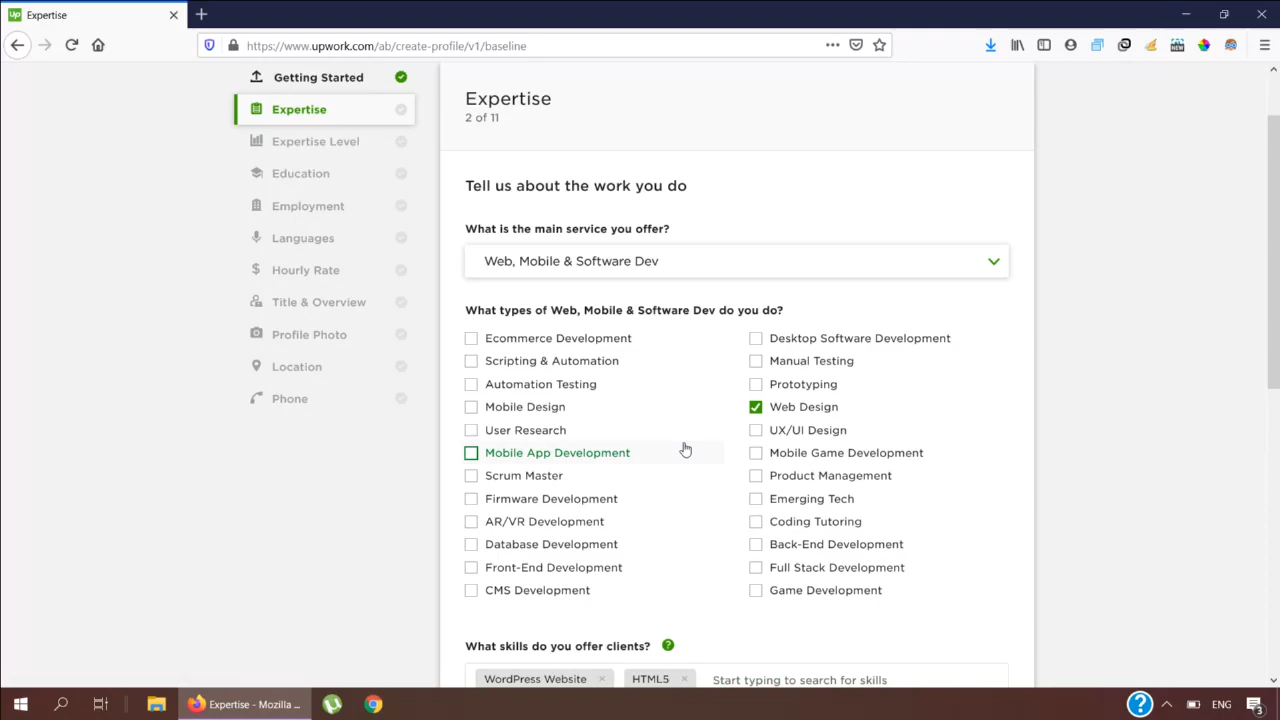 up Expertise
https://www.upwork.com/ab/create-profile/v1/baseline
Getting Started
Expertise
Expertise Level
Education
Employment
Languages
$ Hourly Rate
Title & Overview
Profile Photo
Location
Phone
Expertise
2 of 11
Tell us about the work you do
What is the main service you offer?
Web, Mobile & Software Dev
What types of Web, Mobile & Software Dev do you do?
Ecommerce Development
Desktop Software Development
Scripting & Automation
Manual Testing
Automation Testing
Prototyping
Mobile Design
Web Design
User Research
UX/UI Design
Mobile App Development
Mobile Game Development
Scrum Master
Product Management
Firmware Development
Emerging Tech
AR/VR Development
Coding Tutoring
Database Development
Back-End Development
Front-End Development
Full Stack Development
CMS Development
Game Development
What skills do you offer clients? ?
WordPress Website × HTML5 × Start typing to search for skills
Expertise - Mozilla ...
? ENG 3